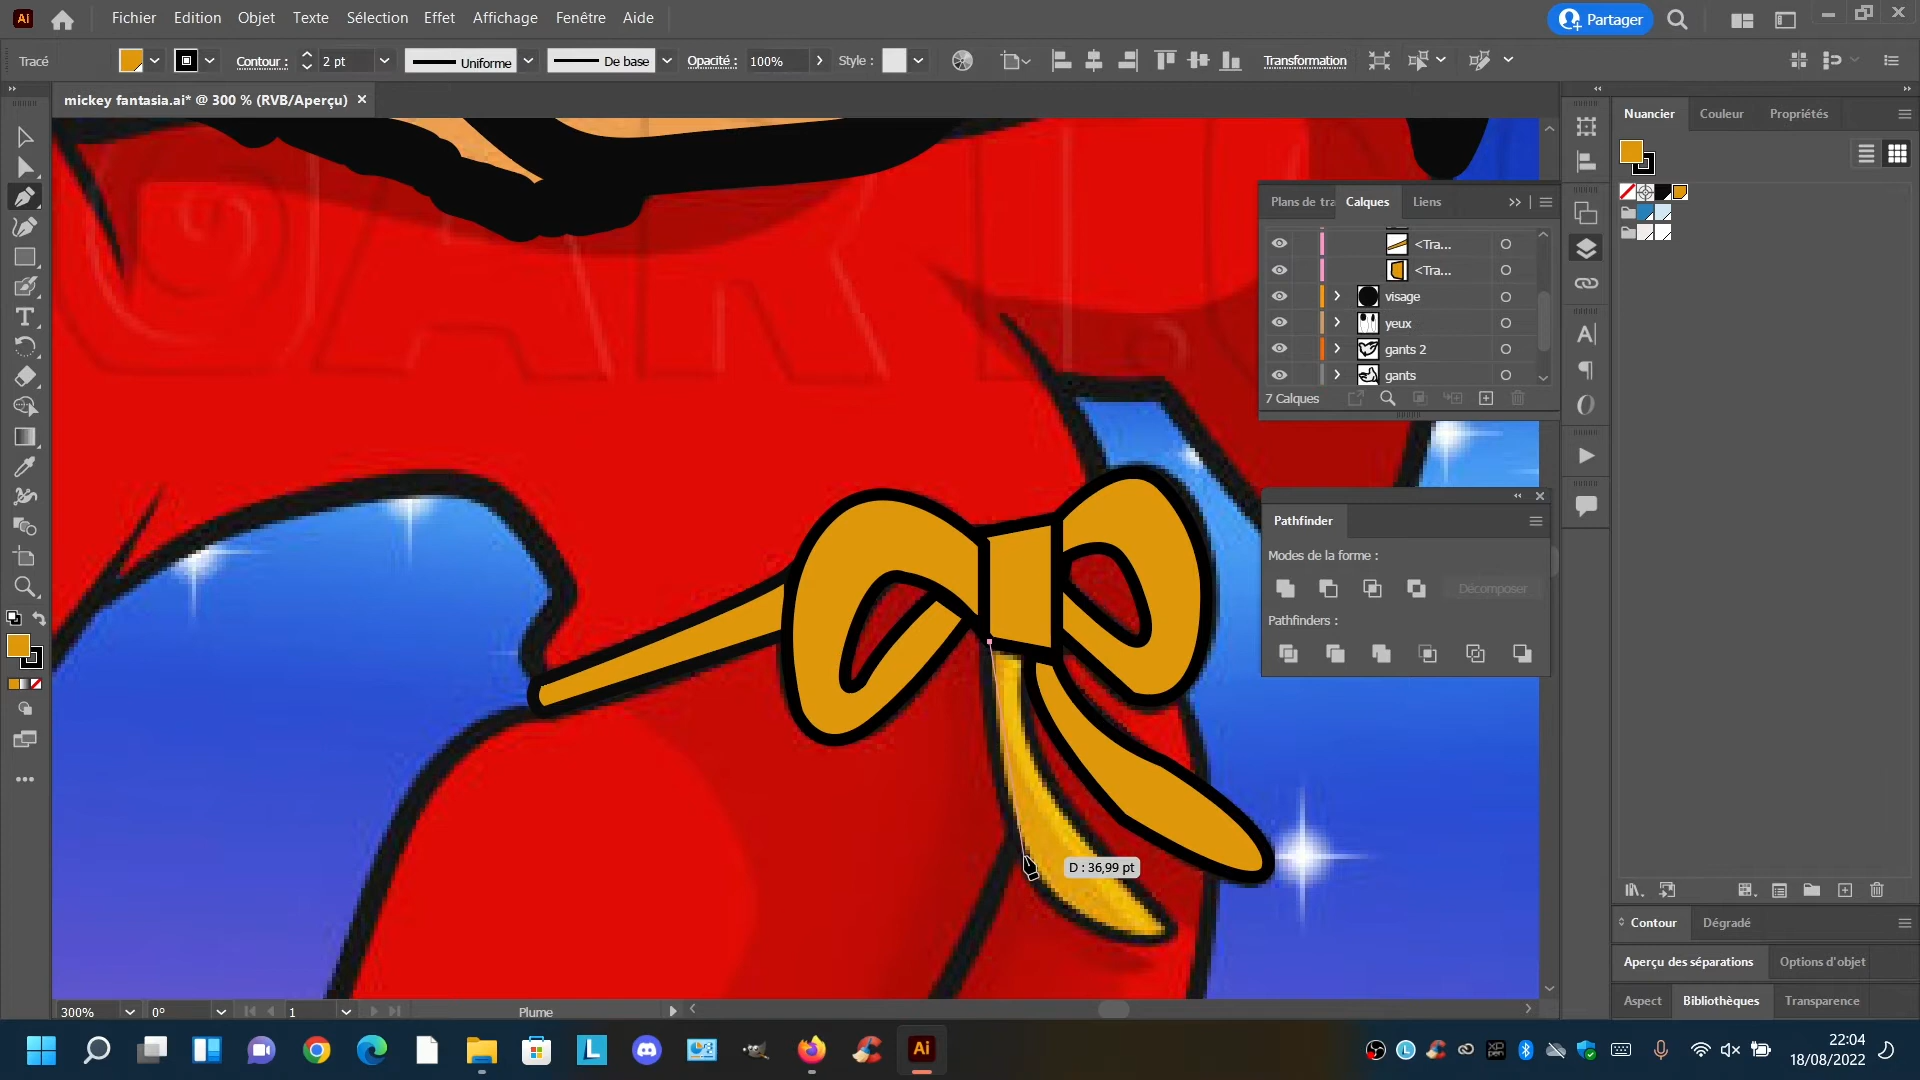 Ai
Fichier Edition Objet Texte Sélection Effet Affichage Fenêtre Aide
Partager
Tracé Contour : 2 pt Uniforme De base Opacité : 100% Style : Transformation
mickey fantasia.ai* @ 300 % (RVB/Aperçu)
Nuancier Couleur Propriétés
Plans de tra Calques Liens
<Tra...
<Tra...
visage
yeux
gants 2
gants
7 Calques
Pathfinder
Modes de la forme :
Décomposer
Pathfinders :
D : 36,99 pt
Contour Dégradé
Aperçu des séparations Options d'objet
Aspect Bibliothèques Transparence
300% 0° 1 Plume
Ai
22:04
18/08/2022